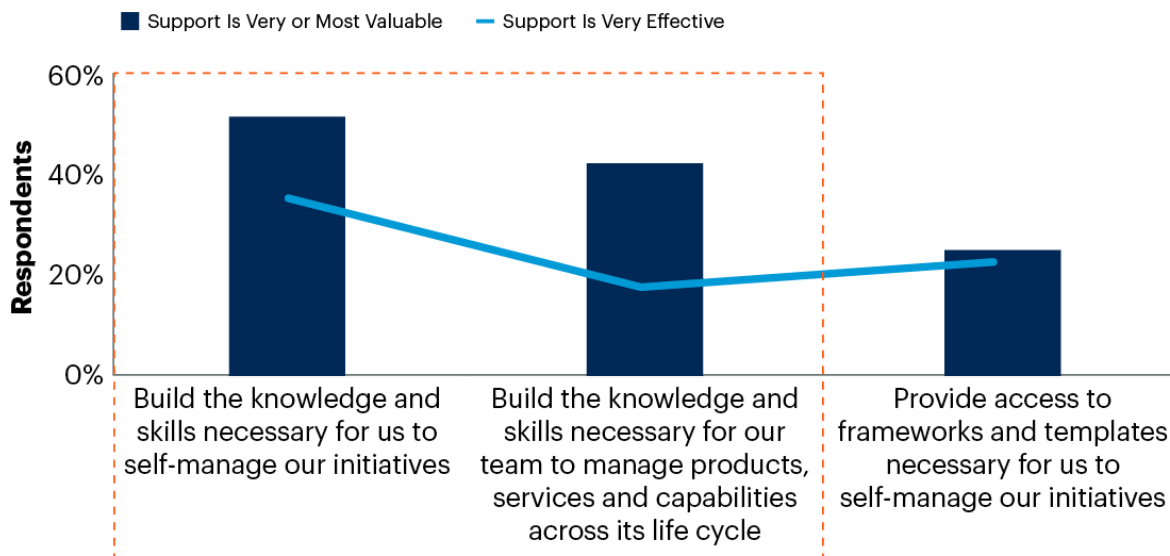 Support Is Very or Most Valuable
Support Is Very Effective
60%
40%
20%
0%
Respondents
Build the knowledge and
skills necessary for us to
self-manage our initiatives
Build the knowledge and
skills necessary for our
team to manage products,
services and capabilities
across its life cycle
Provide access to
frameworks and templates
necessary for us to
self-manage our initiatives